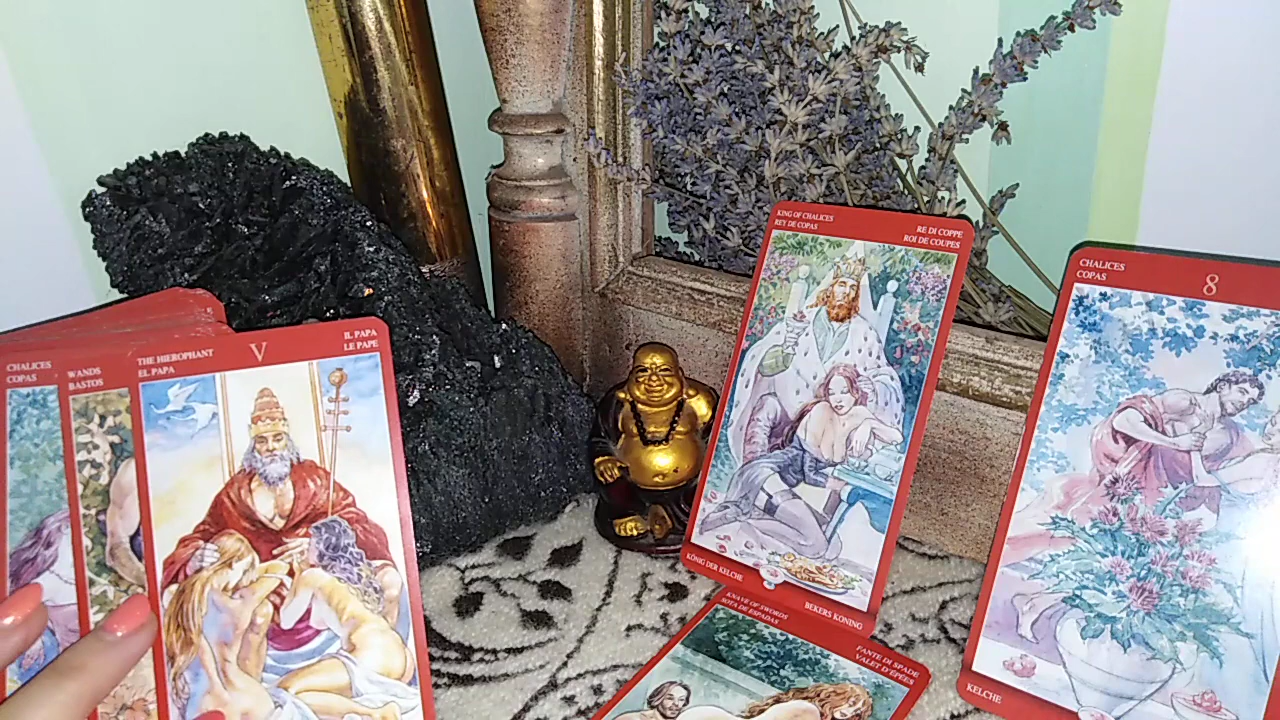 CHALICES
COPAS
WANDS
BASTOS
THE HIEROPHANT
EL PAPA
V
IL PAPA
LE PAPE
KING OF CHALICES
REY DE COPAS
RE DI COPPE
ROI DE COUPES
KÖNIG DER KELCHE
BEKERS KONING
KNAVE OF SWORDS
SOTA DE ESPADAS
FANTE DI SPADE
VALET D'ÉPÉES
CHALICES
COPAS
8
KELCHE